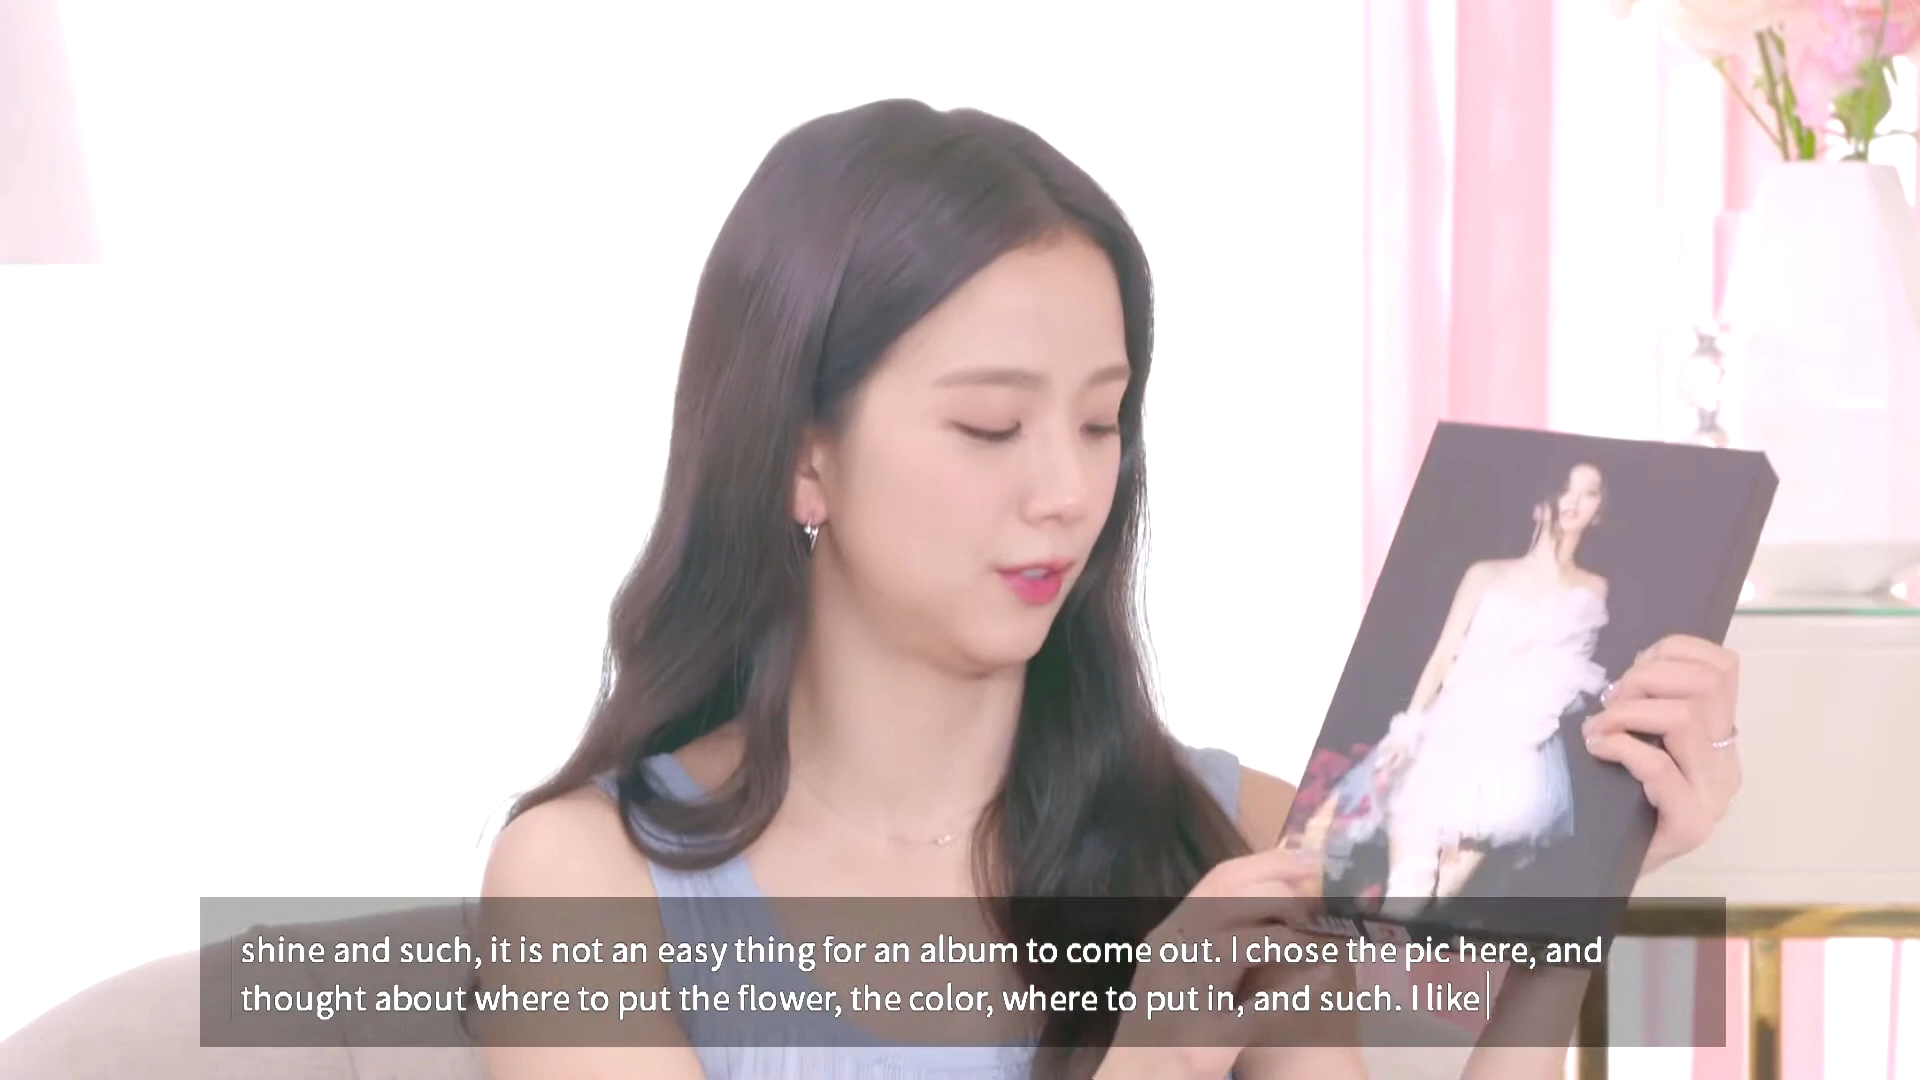 shine and such, it is not an easy thing for an album to come out. I chose the pic here, and
thought about where to put the flower, the color, where to put in, and such. I like